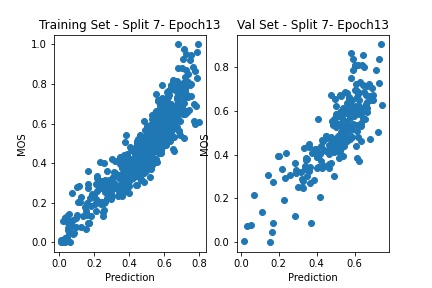 Training Set - Split 7- Epoch13
Val Set - Split 7- Epoch13
MOS
1.0
0.8
0.6
0.4
0.2
0.0
0.0 0.2 0.4 0.6 0.8
Prediction
MOS
0.8
0.6
0.4
0.2
0.0
0.0 0.2 0.4 0.6
Prediction